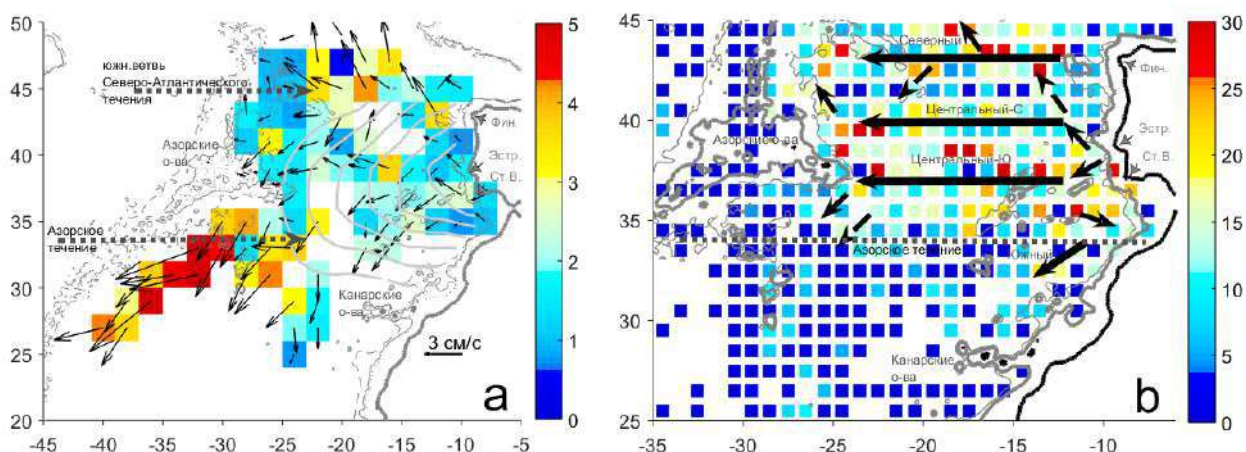 50
45
40
35
30
25
20
-45
-40
-35
-30
-25
-20
-15
-10
-5
южн.ветвь
Северо-Атлантического
течения
Азорские
о-ва
Фин.
Эстр.
Ст.В.
Азорское
течение
Канарские
о-ва
3 см/с
a
5
4
3
2
1
0
45
40
35
30
25
-35
-30
-25
-20
-15
-10
Северный
Фин.
Центральный-С
Эстр.
Азорские о-ва
Ст.В.
Центральный-Ю
Азорское течение
Южный
Канарские
о-ва
b
30
25
20
15
10
5
0